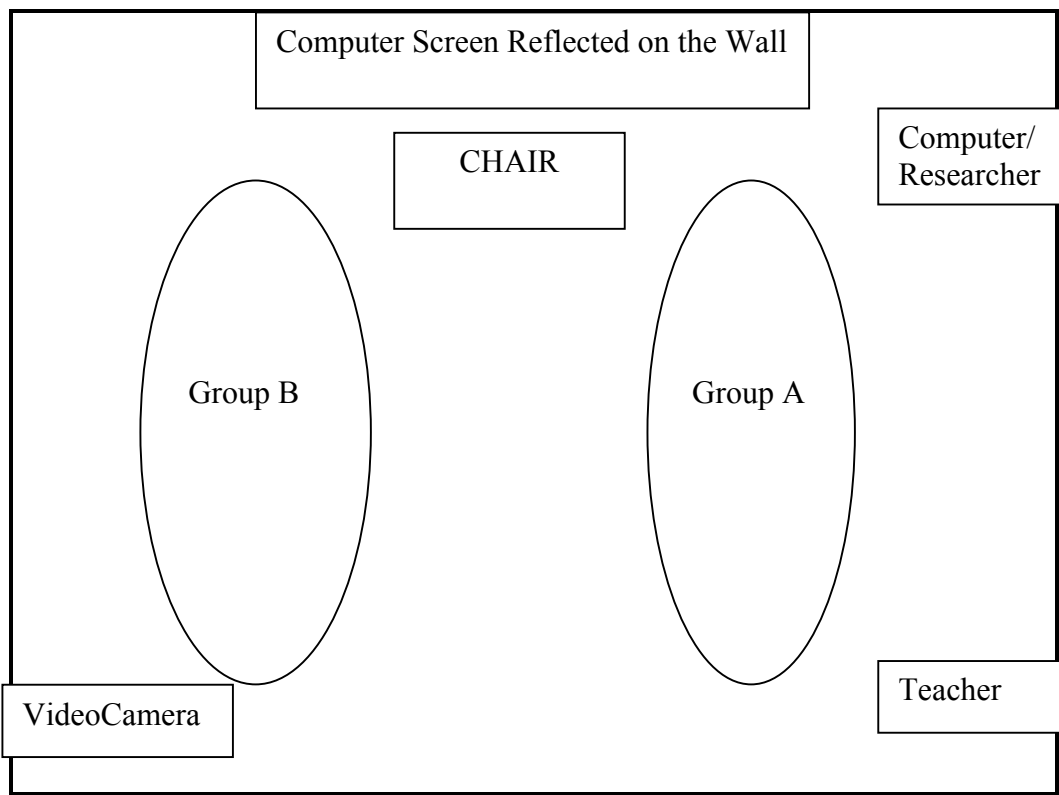 Computer Screen Reflected on the Wall
CHAIR
Computer/
Researcher
Group B
Group A
VideoCamera
Teacher